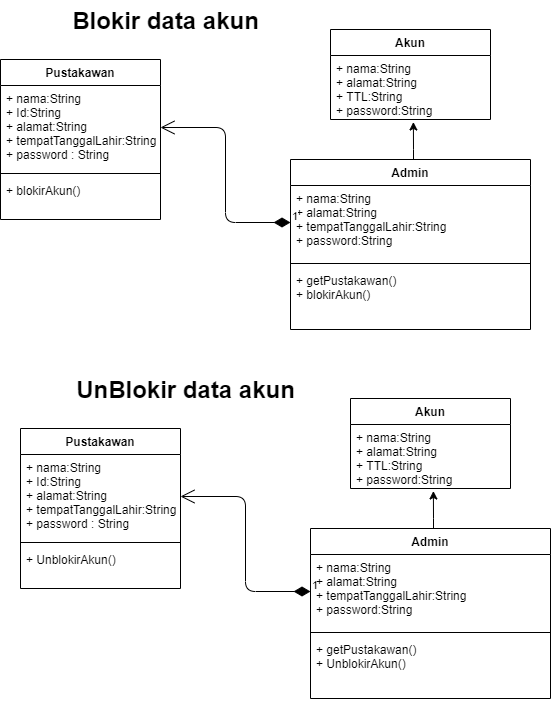 Blokir data akun
Akun
+ nama:String
+ alamat:String
+ TTL:String
+ password:String
Pustakawan
+ nama:String
+ Id:String
+ alamat:String
+ tempatTanggalLahir:String
+ password : String
+ blokirAkun()
Admin
+ nama:String
+ alamat:String
+ tempatTanggalLahir:String
+ password:String
1
+ getPustakawan()
+ blokirAkun()
UnBlokir data akun
Akun
+ nama:String
+ alamat:String
+ TTL:String
+ password:String
Pustakawan
+ nama:String
+ Id:String
+ alamat:String
+ tempatTanggalLahir:String
+ password : String
+ UnblokirAkun()
Admin
+ nama:String
+ alamat:String
+ tempatTanggalLahir:String
+ password:String
1
+ getPustakawan()
+ UnblokirAkun()